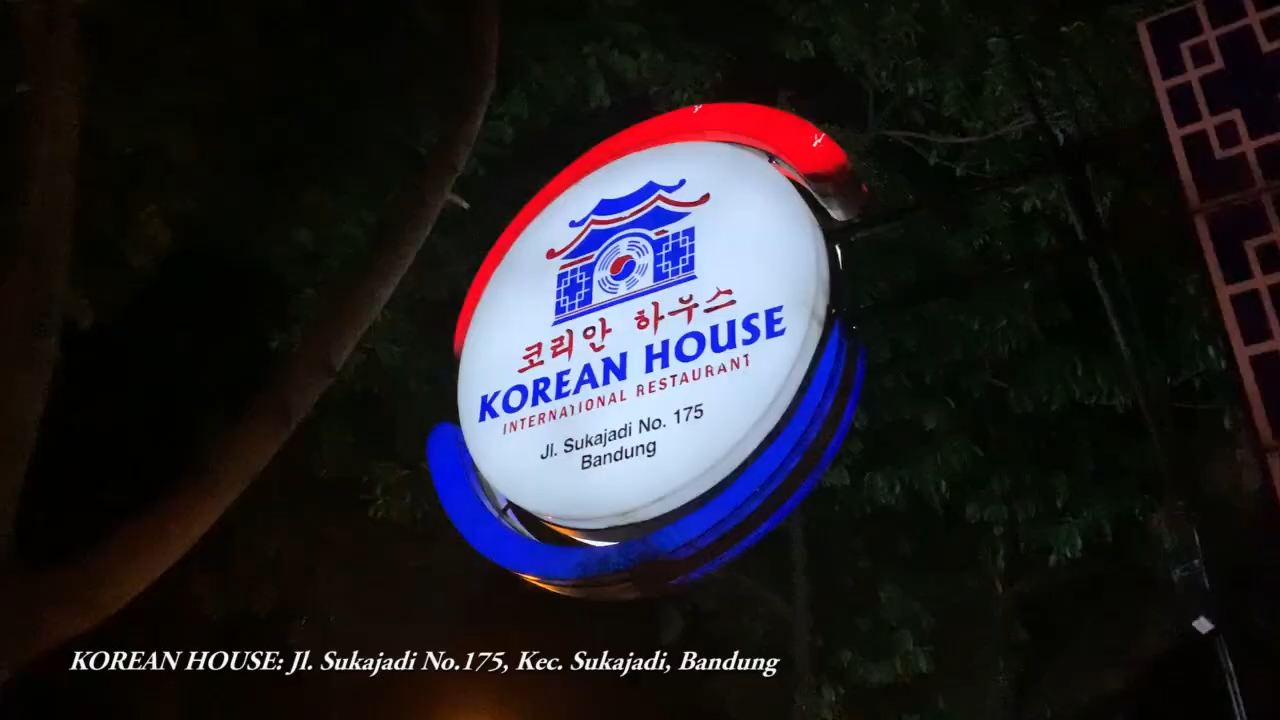 코리안 하우스
KOREAN HOUSE
INTERNATIONAL RESTAURANT
Jl. Sukajadi No. 175
Bandung
KOREAN HOUSE: Jl. Sukajadi No.175, Kec. Sukajadi, Bandung